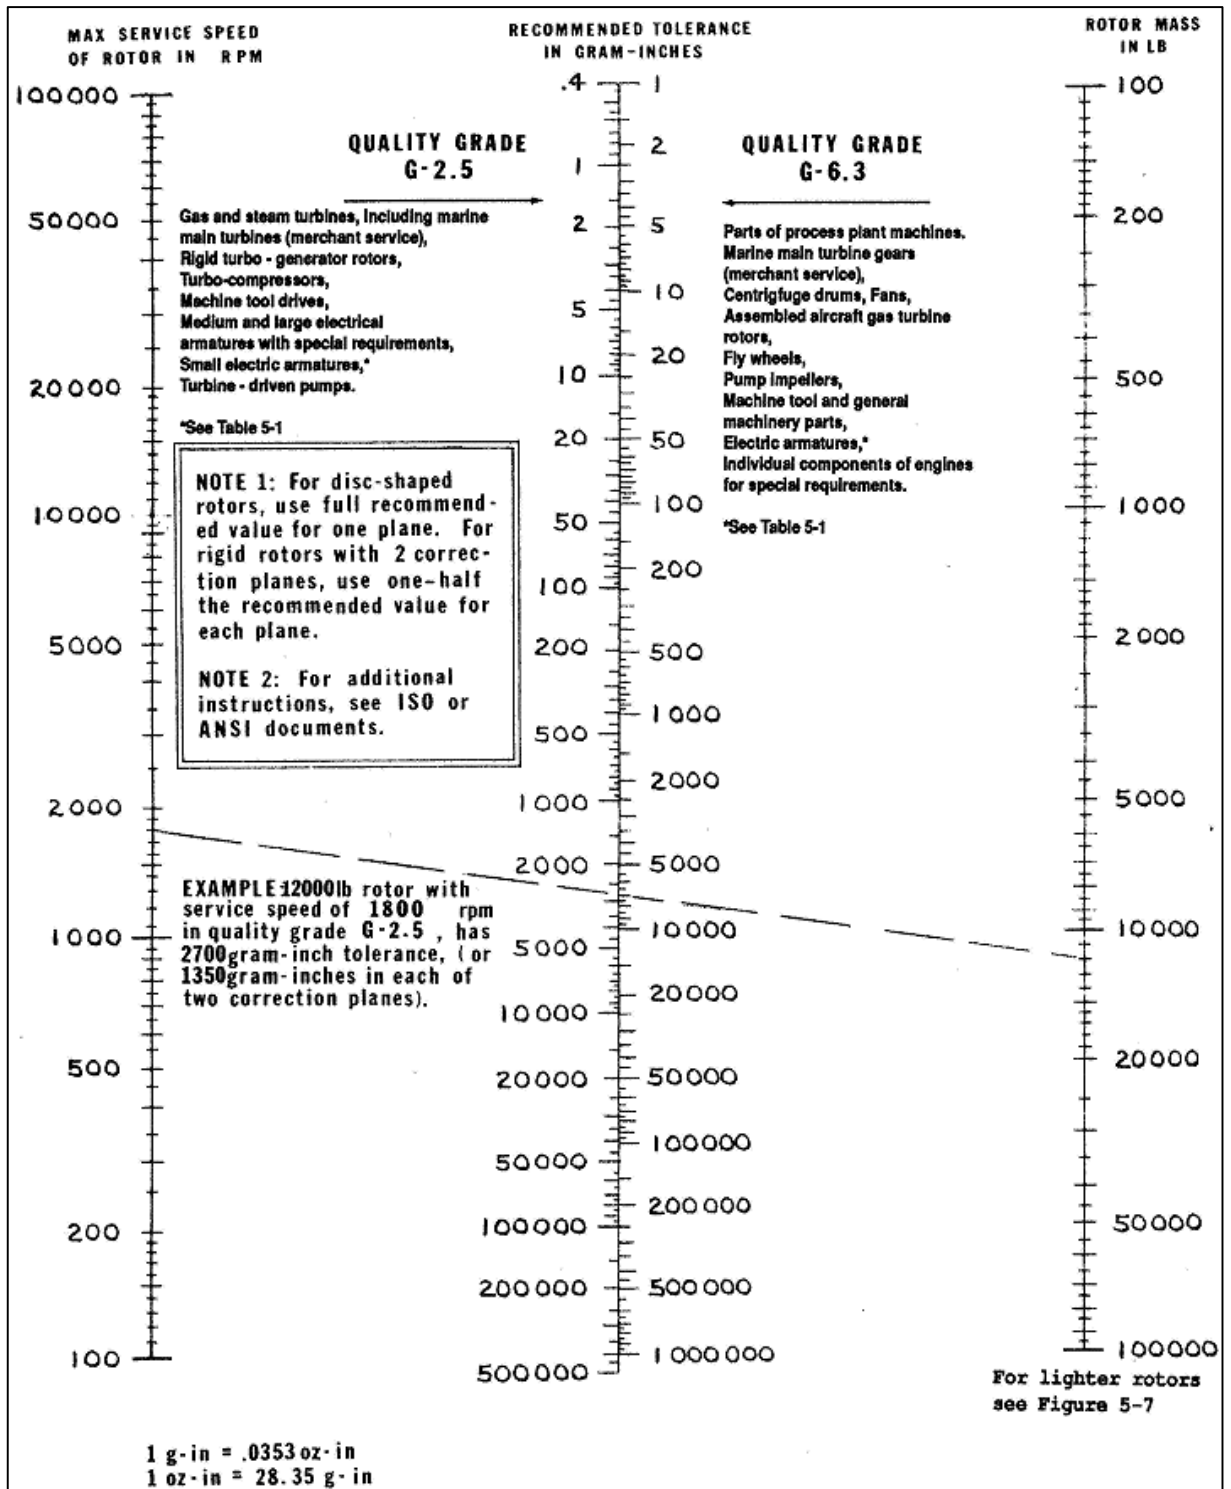 MAX SERVICE SPEED
OF ROTOR IN RPM
RECOMMENDED TOLERANCE
IN GRAM-INCHES
ROTOR MASS
IN LB
100000
50000
20000
10000
5000
2000
1000
500
200
100
QUALITY GRADE
G-2.5
Gas and steam turbines, including marine
main turbines (merchant service),
Rigid turbo - generator rotors,
Turbo-compressors,
Machine tool drives,
Medium and large electrical
armatures with special requirements,
Small electric armatures,*
Turbine - driven pumps.
*See Table 5-1
NOTE 1: For disc-shaped
rotors, use full recommend-
ed value for one plane. For
rigid rotors with 2 correc-
tion planes, use one-half
the recommended value for
each plane.
NOTE 2: For additional
instructions, see ISO or
ANSI documents.
EXAMPLE:12000lb rotor with
service speed of 1800 rpm
in quality grade G-2.5 , has
2700gram-inch tolerance, (or
1350gram-inches in each of
two correction planes).
.4
1
2
5
10
20
50
100
200
500
1000
2000
5000
10000
20000
50000
100000
200000
500000
1
2
5
10
20
50
100
200
500
1000
2000
5000
10000
20000
50000
100000
200000
500000
1000000
QUALITY GRADE
G-6.3
Parts of process plant machines.
Marine main turbine gears
(merchant service),
Centrigfuge drums, Fans,
Assembled aircraft gas turbine
rotors,
Fly wheels,
Pump impellers,
Machine tool and general
machinery parts,
Electric armatures,*
Individual components of engines
for special requirements.
*See Table 5-1
100
200
500
1000
2000
5000
10000
20000
50000
100000
For lighter rotors
see Figure 5-7
1 g-in = .0353 oz-in
1 oz-in = 28.35 g-in